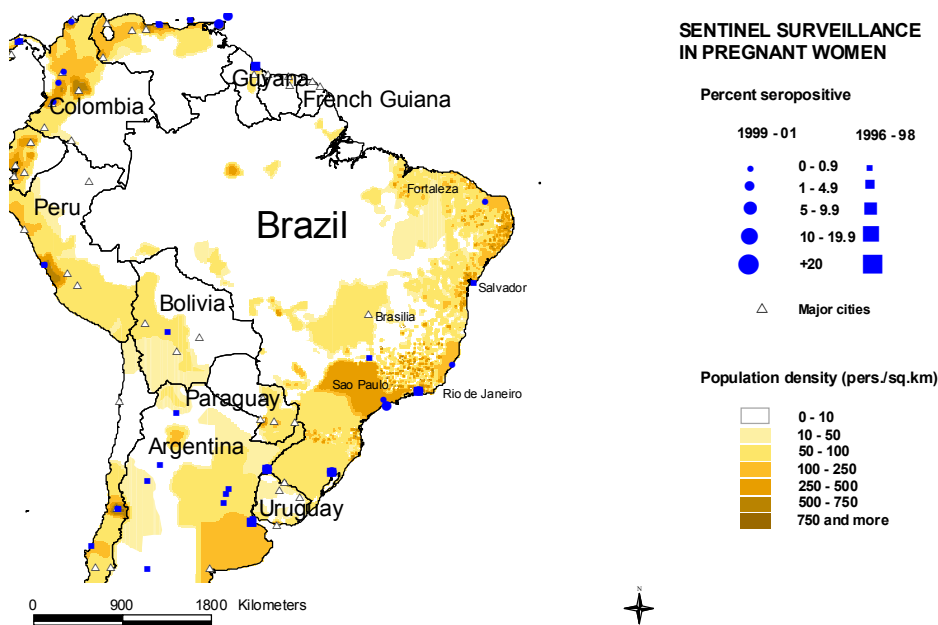 SENTINEL SURVEILLANCE
IN PREGNANT WOMEN
Percent seropositive
1999 - 01 1996 - 98
0 - 0.9
1 - 4.9
5 - 9.9
10 - 19.9
+20
Major cities
Population density (pers./sq.km)
0 - 10
10 - 50
50 - 100
100 - 250
250 - 500
500 - 750
750 and more
Guyana
French Guiana
Colombia
Fortaleza
Peru
Brazil
Salvador
Bolivia
Brasilia
Sao Paulo
Rio de Janeiro
Paraguay
Argentina
Uruguay
0 900 1800 Kilometers
N